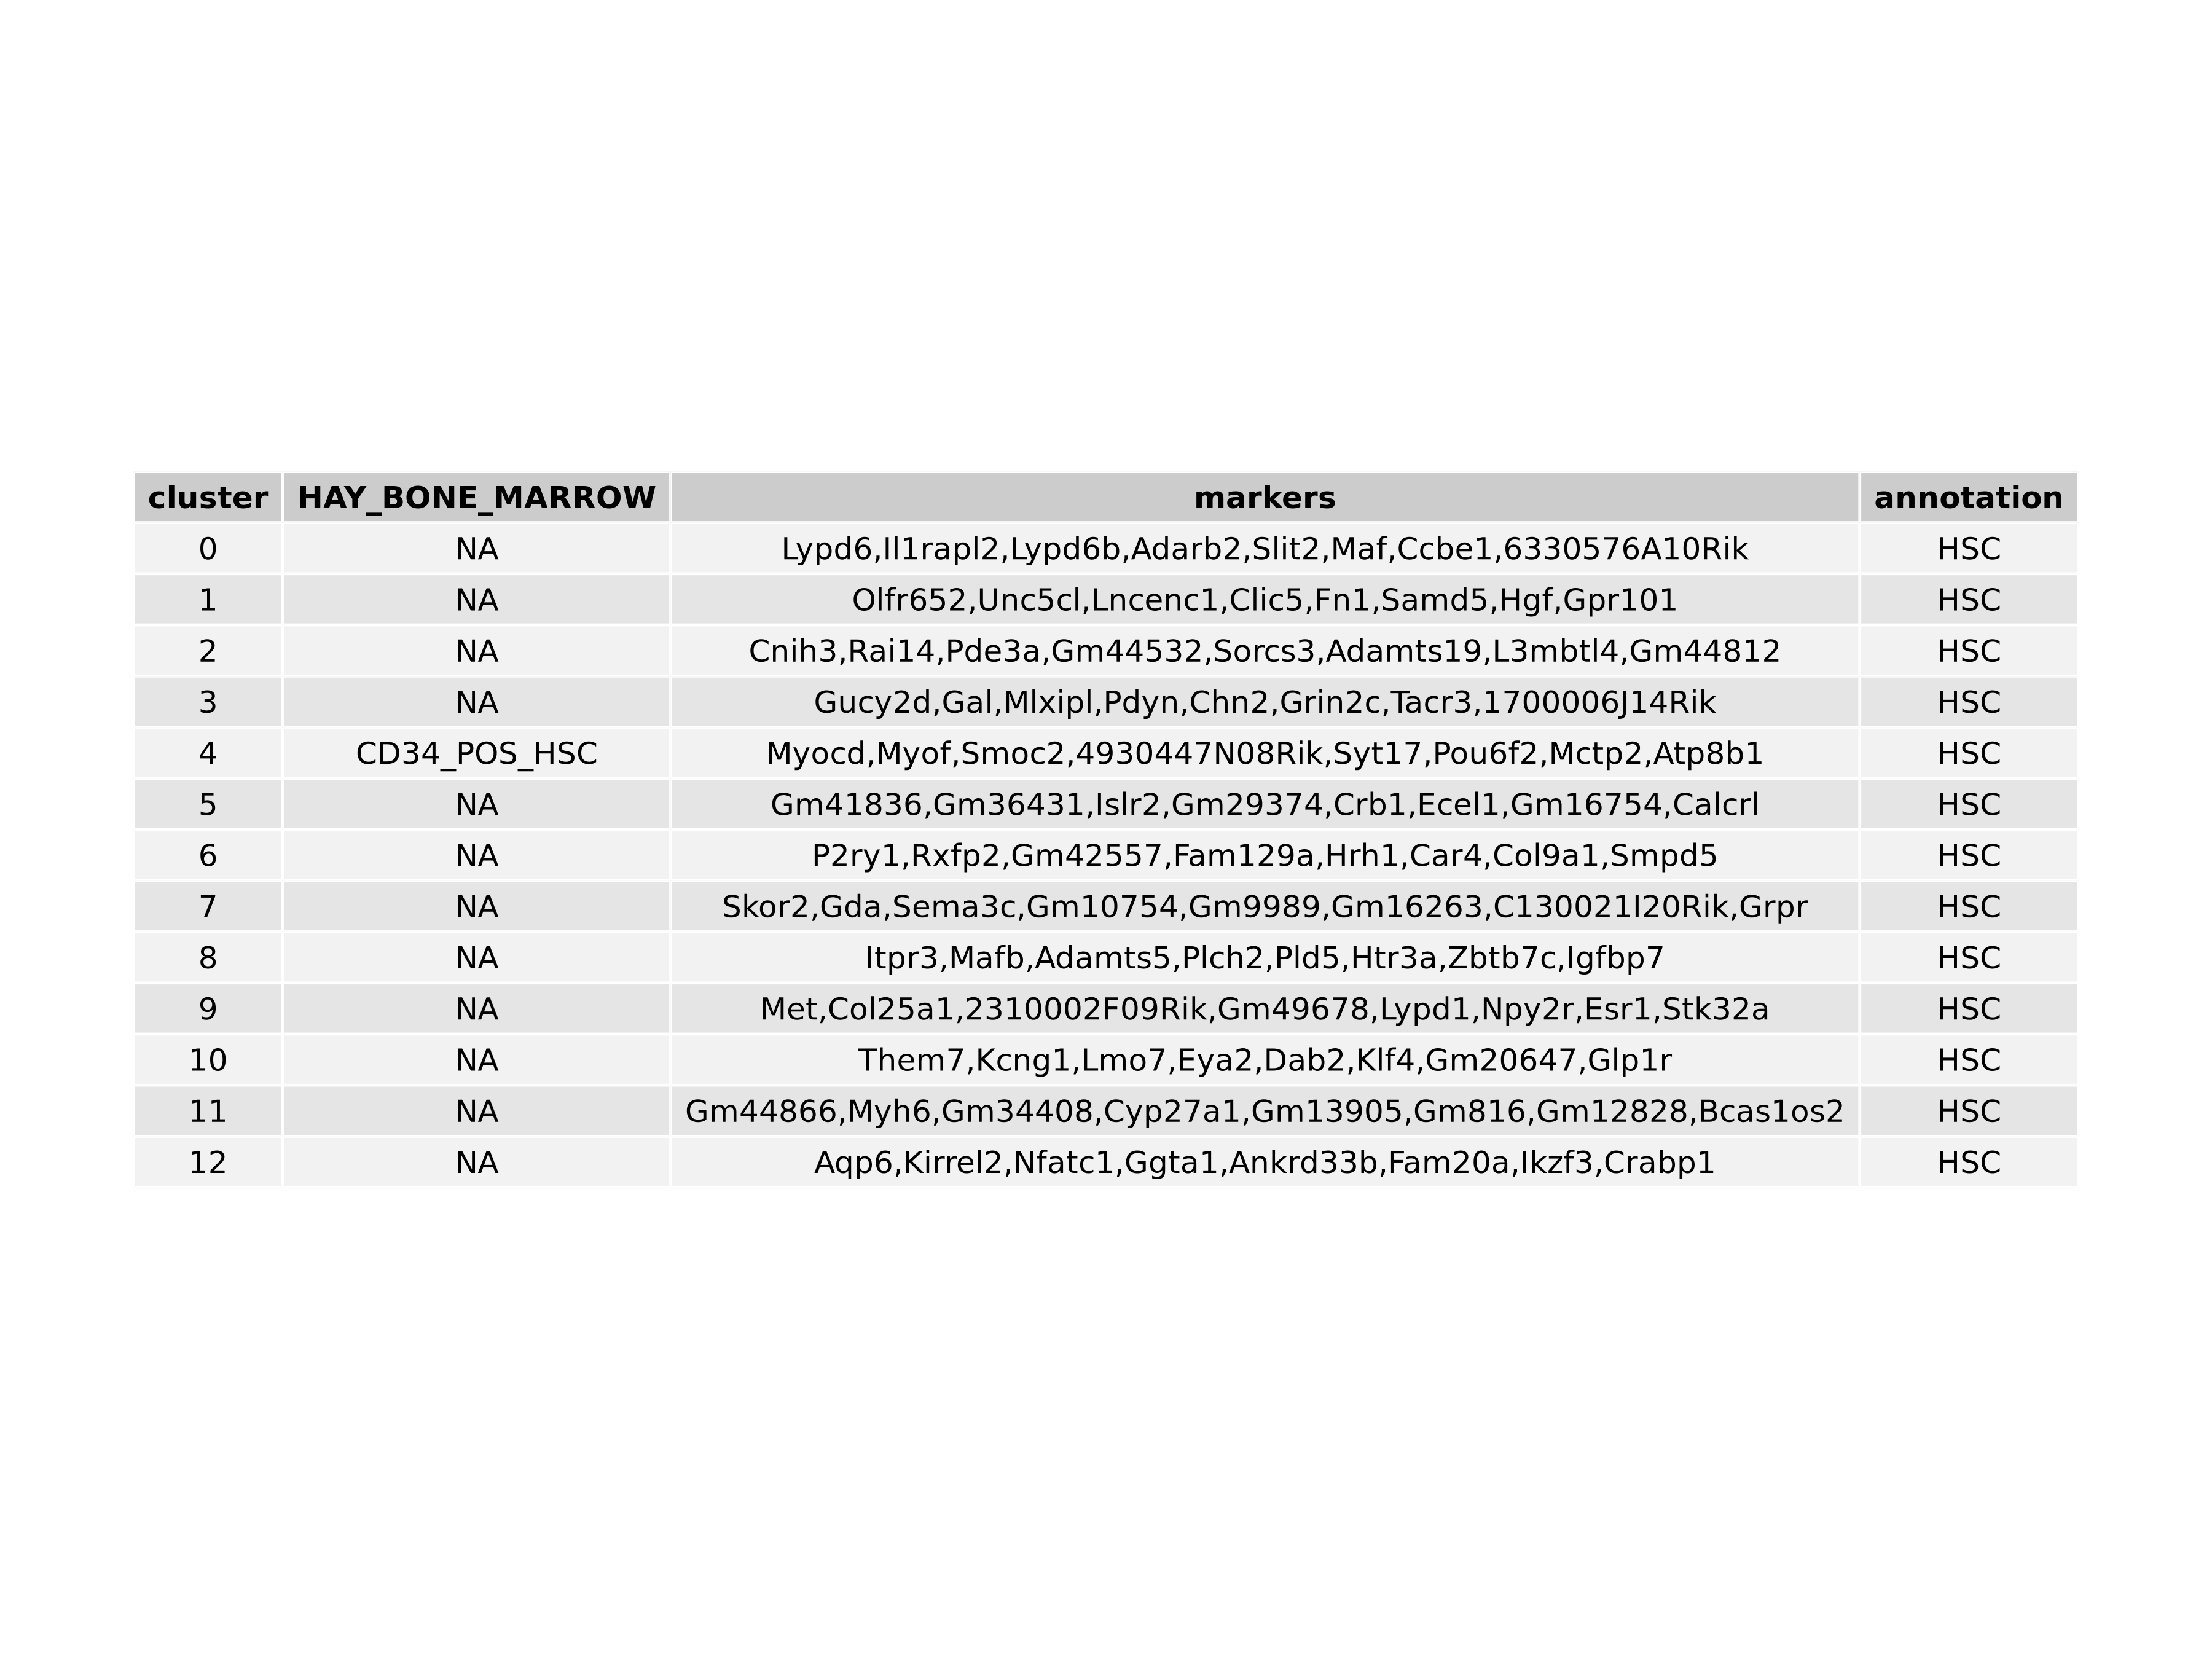 cluster HAY_BONE_MARROW markers annotation
0 NA Lypd6,Il1rapl2,Lypd6b,Adarb2,Slit2,Maf,Ccbe1,6330576A10Rik HSC
1 NA Olfr652,Unc5cl,Lncenc1,Clic5,Fn1,Samd5,Hgf,Gpr101 HSC
2 NA Cnih3,Rai14,Pde3a,Gm44532,Sorcs3,Adamts19,L3mbtl4,Gm44812 HSC
3 NA Gucy2d,Gal,Mlxipl,Pdyn,Chn2,Grin2c,Tacr3,1700006J14Rik HSC
4 CD34_POS_HSC Myocd,Myof,Smoc2,4930447N08Rik,Syt17,Pou6f2,Mctp2,Atp8b1 HSC
5 NA Gm41836,Gm36431,Islr2,Gm29374,Crb1,Ecel1,Gm16754,Calcrl HSC
6 NA P2ry1,Rxfp2,Gm42557,Fam129a,Hrh1,Car4,Col9a1,Smpd5 HSC
7 NA Skor2,Gda,Sema3c,Gm10754,Gm9989,Gm16263,C130021I20Rik,Grpr HSC
8 NA Itpr3,Mafb,Adamts5,Plch2,Pld5,Htr3a,Zbtb7c,Igfbp7 HSC
9 NA Met,Col25a1,2310002F09Rik,Gm49678,Lypd1,Npy2r,Esr1,Stk32a HSC
10 NA Them7,Kcng1,Lmo7,Eya2,Dab2,Klf4,Gm20647,Glp1r HSC
11 NA Gm44866,Myh6,Gm34408,Cyp27a1,Gm13905,Gm816,Gm12828,Bcas1os2 HSC
12 NA Aqp6,Kirrel2,Nfatc1,Ggta1,Ankrd33b,Fam20a,Ikzf3,Crabp1 HSC